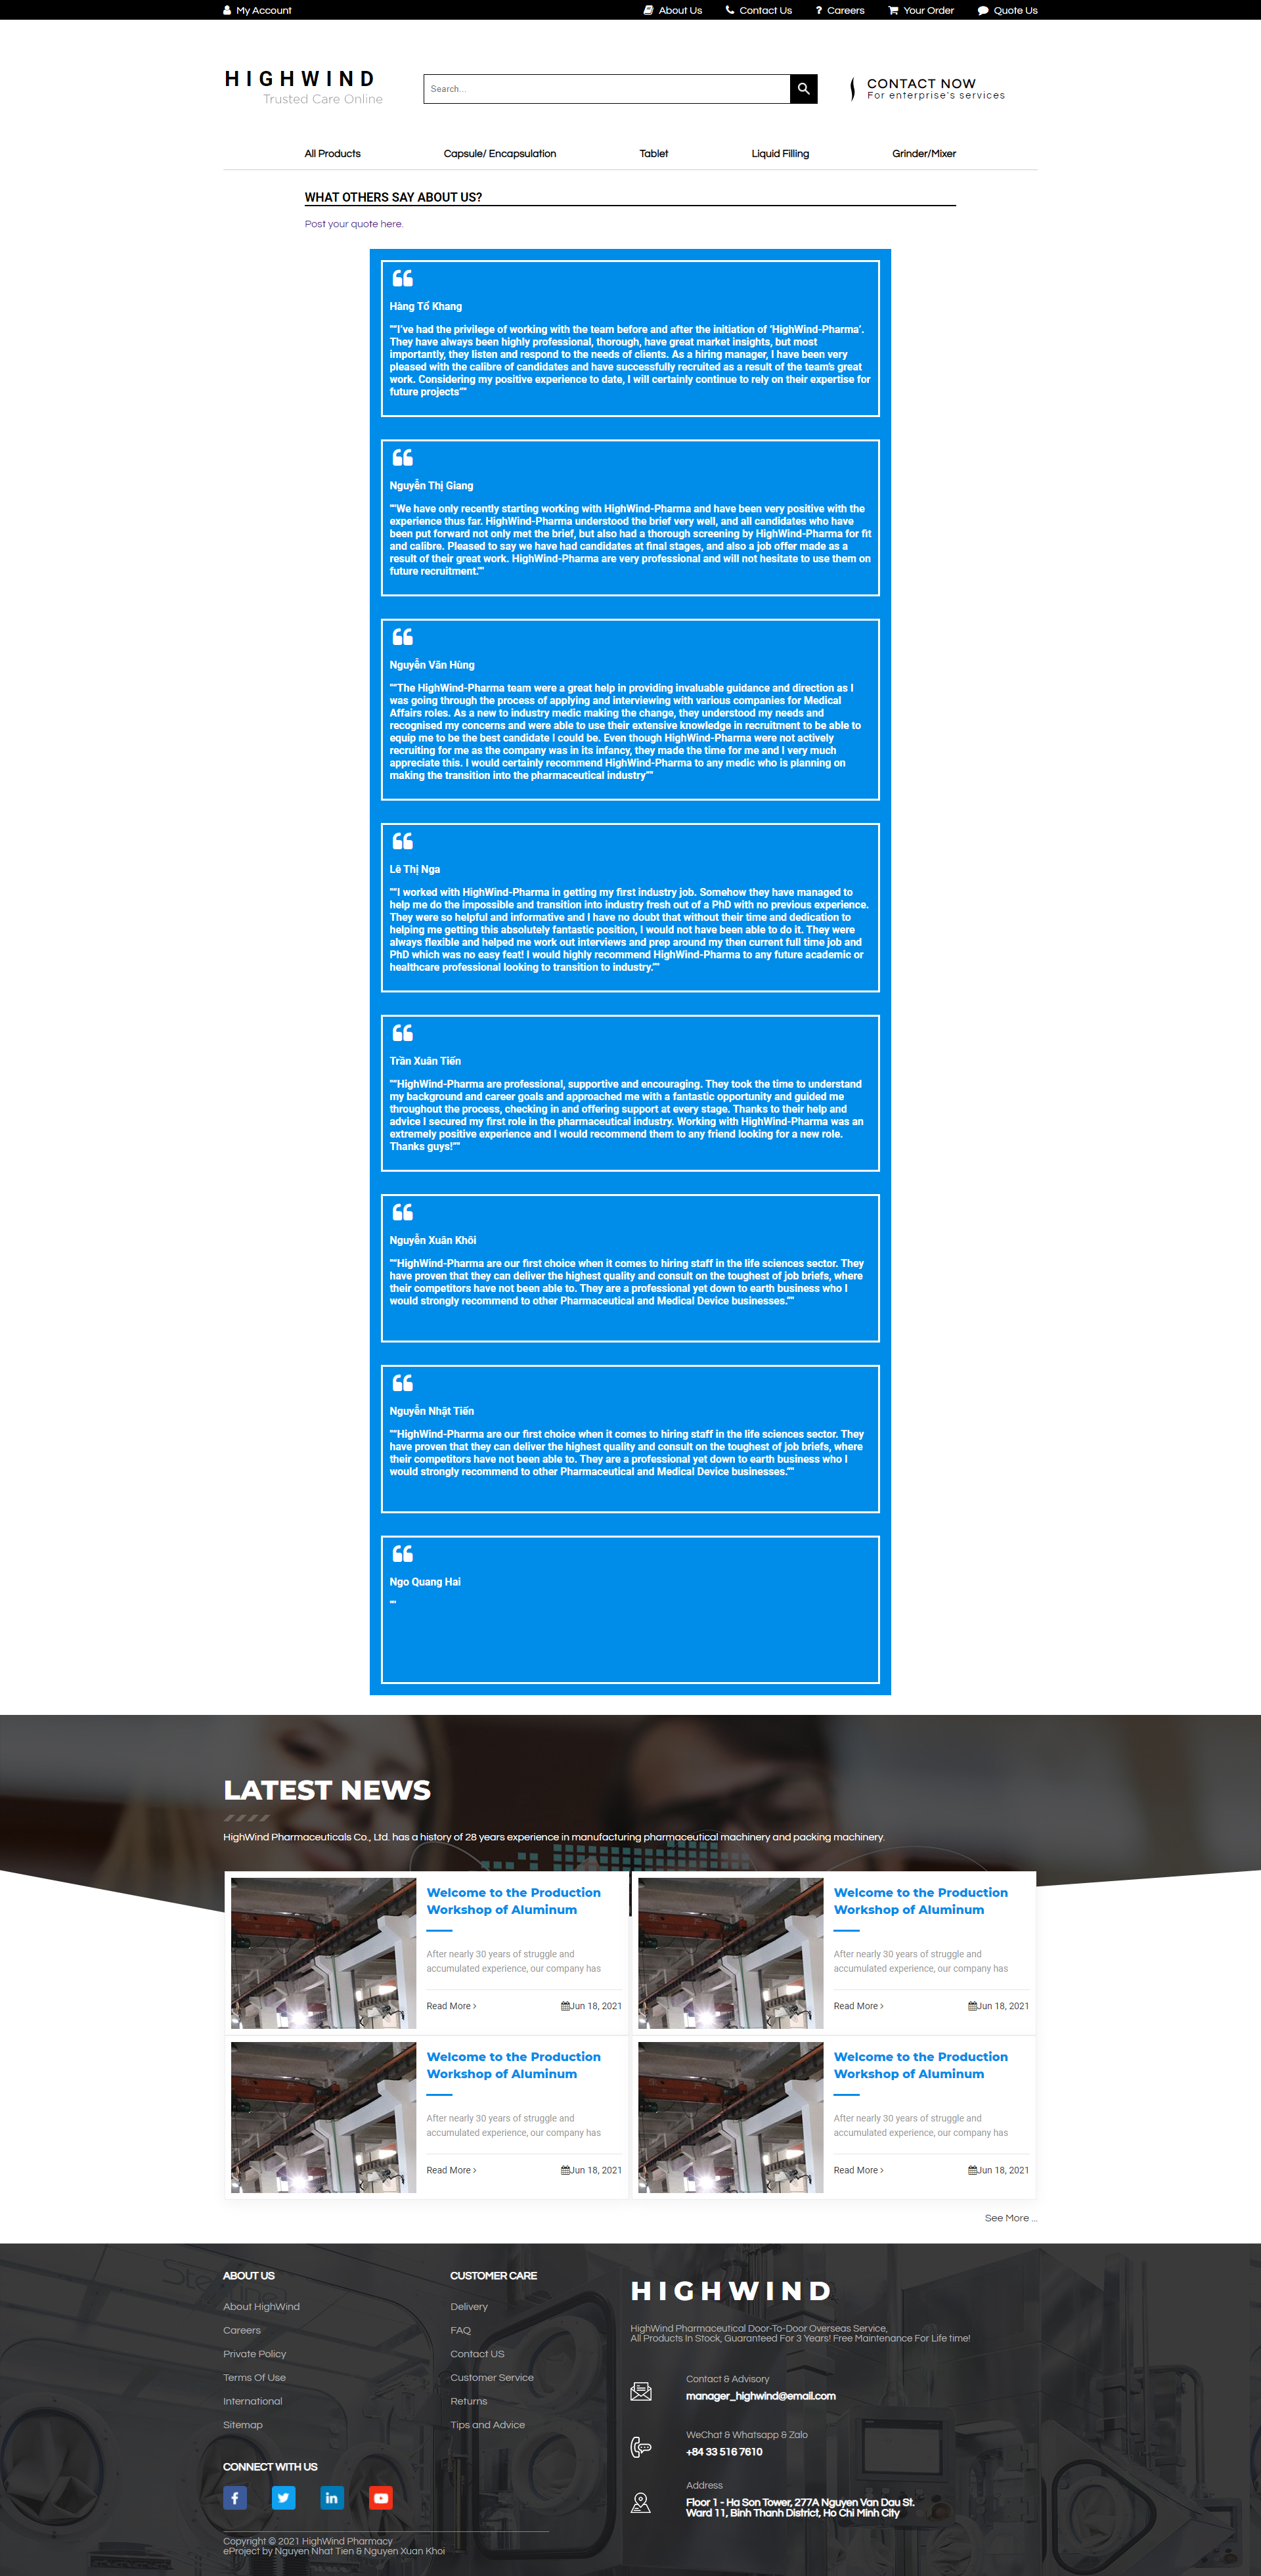 My Account
About Us
Contact Us
Careers
Your Order
Quote Us
HIGHWIND
Trusted Care Online
Search...
CONTACT NOW
For enterprise's services
All Products
Capsule/ Encapsulation
Tablet
Liquid Filling
Grinder/Mixer
WHAT OTHERS SAY ABOUT US?
Post your quote here.
Hàng Tố Khang
"“I’ve had the privilege of working with the team before and after the initiation of ‘HighWind-Pharma’.
They have always been highly professional, thorough, have great market insights, but most
importantly, they listen and respond to the needs of clients. As a hiring manager, I have been very
pleased with the calibre of candidates and have successfully recruited as a result of the team’s great
work. Considering my positive experience to date, I will certainly continue to rely on their expertise for
future projects”"
Nguyễn Thị Giang
"“We have only recently starting working with HighWind-Pharma and have been very positive with the
experience thus far. HighWind-Pharma understood the brief very well, and all candidates who have
been put forward not only met the brief, but also had a thorough screening by HighWind-Pharma for fit
and calibre. Pleased to say we have had candidates at final stages, and also a job offer made as a
result of their great work. HighWind-Pharma are very professional and will not hesitate to use them on
future recruitment.”"
Nguyễn Văn Hùng
"“The HighWind-Pharma team were a great help in providing invaluable guidance and direction as I
was going through the process of applying and interviewing with various companies for Medical
Affairs roles. As a new to industry medic making the change, they understood my needs and
recognised my concerns and were able to use their extensive knowledge in recruitment to be able to
equip me to be the best candidate I could be. Even though HighWind-Pharma were not actively
recruiting for me as the company was in its infancy, they made the time for me and I very much
appreciate this. I would certainly recommend HighWind-Pharma to any medic who is planning on
making the transition into the pharmaceutical industry”"
Lê Thị Nga
"“I worked with HighWind-Pharma in getting my first industry job. Somehow they have managed to
help me do the impossible and transition into industry fresh out of a PhD with no previous experience.
They were so helpful and informative and I have no doubt that without their time and dedication to
helping me getting this absolutely fantastic position, I would not have been able to do it. They were
always flexible and helped me work out interviews and prep around my then current full time job and
PhD which was no easy feat! I would highly recommend HighWind-Pharma to any future academic or
healthcare professional looking to transition to industry.”"
Trần Xuân Tiến
"“HighWind-Pharma are professional, supportive and encouraging. They took the time to understand
my background and career goals and approached me with a fantastic opportunity and guided me
throughout the process, checking in and offering support at every stage. Thanks to their help and
advice I secured my first role in the pharmaceutical industry. Working with HighWind-Pharma was an
extremely positive experience and I would recommend them to any friend looking for a new role.
Thanks guys!”"
Nguyễn Xuân Khôi
"“HighWind-Pharma are our first choice when it comes to hiring staff in the life sciences sector. They
have proven that they can deliver the highest quality and consult on the toughest of job briefs, where
their competitors have not been able to. They are a professional yet down to earth business who I
would strongly recommend to other Pharmaceutical and Medical Device businesses.”"
Nguyễn Nhật Tiến
"“HighWind-Pharma are our first choice when it comes to hiring staff in the life sciences sector. They
have proven that they can deliver the highest quality and consult on the toughest of job briefs, where
their competitors have not been able to. They are a professional yet down to earth business who I
would strongly recommend to other Pharmaceutical and Medical Device businesses.”"
Ngo Quang Hai
""
LATEST NEWS
HighWind Pharmaceuticals Co., Ltd. has a history of 28 years experience in manufacturing pharmaceutical machinery and packing machinery.
Welcome to the Production
Workshop of Aluminum
After nearly 30 years of struggle and
accumulated experience, our company has
Read More
Jun 18, 2021
Welcome to the Production
Workshop of Aluminum
After nearly 30 years of struggle and
accumulated experience, our company has
Read More
Jun 18, 2021
Welcome to the Production
Workshop of Aluminum
After nearly 30 years of struggle and
accumulated experience, our company has
Read More
Jun 18, 2021
Welcome to the Production
Workshop of Aluminum
After nearly 30 years of struggle and
accumulated experience, our company has
Read More
Jun 18, 2021
See More ...
ABOUT US
About HighWind
Careers
Private Policy
Terms Of Use
International
Sitemap
CUSTOMER CARE
Delivery
FAQ
Contact US
Customer Service
Returns
Tips and Advice
CONNECT WITH US
Copyright © 2021 HighWind Pharmacy
eProject by Nguyen Nhat Tien & Nguyen Xuan Khoi
HIGHWIND
HighWind Pharmaceutical Door-To-Door Overseas Service,
All Products In Stock, Guaranteed For 3 Years! Free Maintenance For Life time!
Contact & Advisory
manager_highwind@email.com
WeChat & Whatsapp & Zalo
+84 33 516 7610
Address
Floor 1 - Ha Son Tower, 277A Nguyen Van Dau St.
Ward 11, Binh Thanh District, Ho Chi Minh City